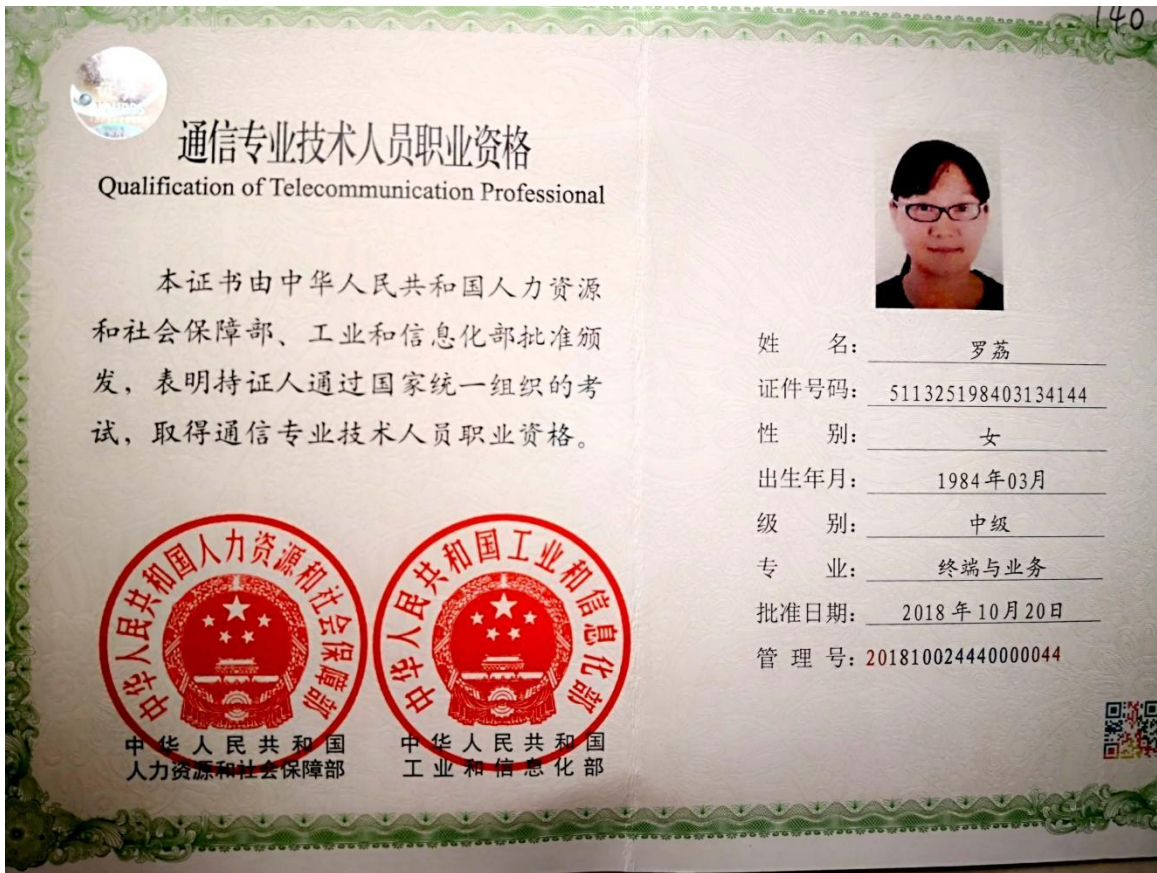 140
通信专业技术人员职业资格
Qualification of Telecommunication Professional
本证书由中华人民共和国人力资源
和社会保障部、工业和信息化部批准颁
发，表明持证人通过国家统一组织的考
试，取得通信专业技术人员职业资格。
中华人民共和国人力资源和社会保障部
中华人民共和国
人力资源和社会保障部
中华人民共和国工业和信息化部
中华人民共和国
工业和信息化部
姓 名：罗荔
证件号码：511325198403134144
性 别：女
出生年月：1984年03月
级 别：中级
专 业：终端与业务
批准日期：2018年10月20日
管 理 号：201810024440000044